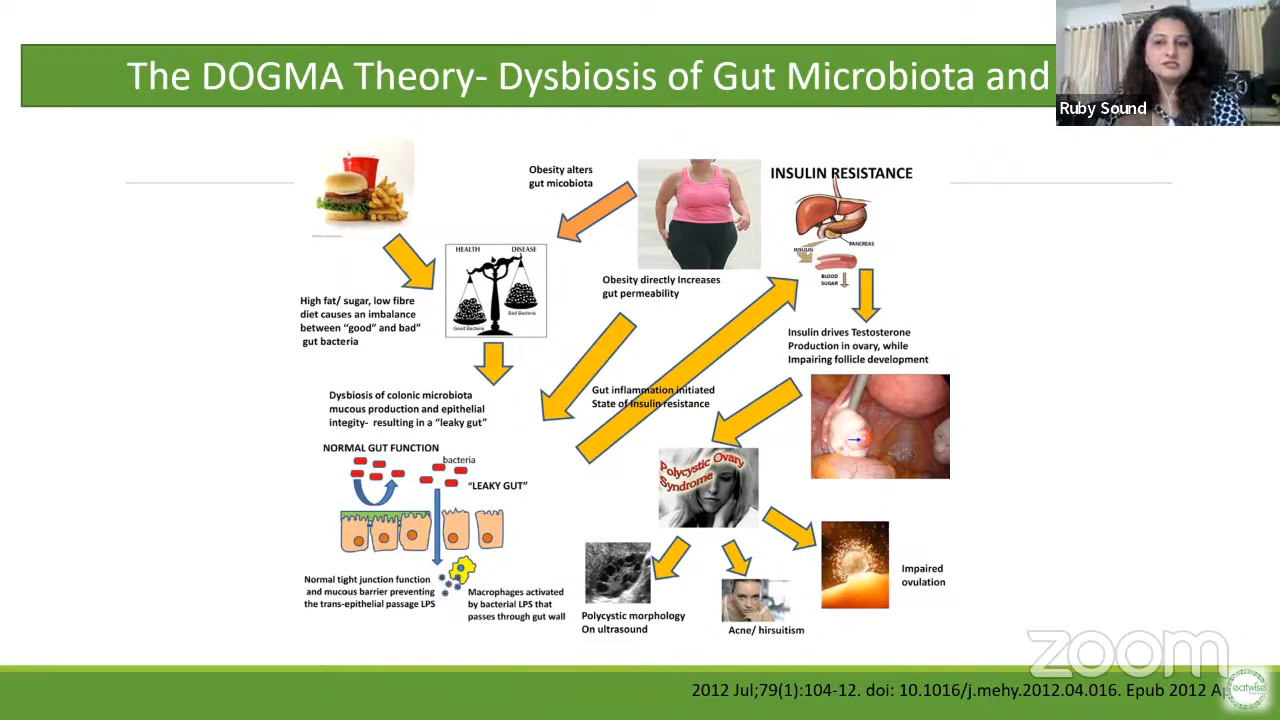 The DOGMA Theory- Dysbiosis of Gut Microbiota and
Ruby Sound
Obesity alters
gut micobiota
INSULIN RESISTANCE
PANCREAS
INSULIN
BLOOD
SUGAR
HEALTH DISEASE
Good Bacteria
Bad Bacteria
Obesity directly Increases
gut permeability
High fat/ sugar, low fibre
diet causes an imbalance
between “good” and bad”
gut bacteria
Insulin drives Testosterone
Production in ovary, while
Impairing follicle development
Dysbiosis of colonic microbiota
mucous production and epithelial
integity- resulting in a “leaky gut”
Gut inflammation initiated
State of Insulin resistance
NORMAL GUT FUNCTION
bacteria
“LEAKY GUT”
Polycystic Ovary
Syndrome
Normal tight junction function
and mucous barrier preventing
the trans-epithelial passage LPS
Macrophages activated
by bacterial LPS that
passes through gut wall
Polycystic morphology
On ultrasound
Acne/ hirsuitism
Impaired
ovulation
zoom
2012 Jul;79(1):104-12. doi: 10.1016/j.mehy.2012.04.016. Epub 2012
eatwise